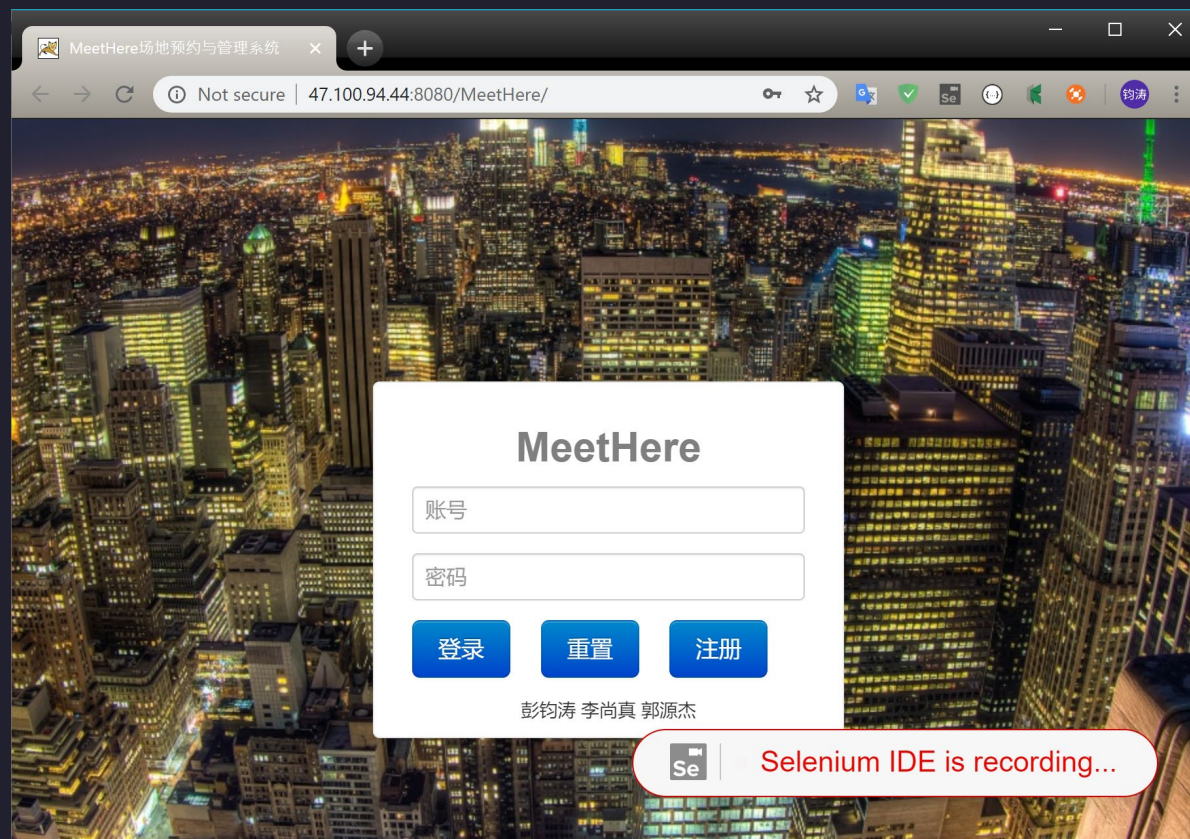 MeetHere场地预约与管理系统
Not secure | 47.100.94.44:8080/MeetHere/
钧涛
MeetHere
账号
密码
登录 重置 注册
彭钧涛 李尚真 郭源杰
Se Selenium IDE is recording...